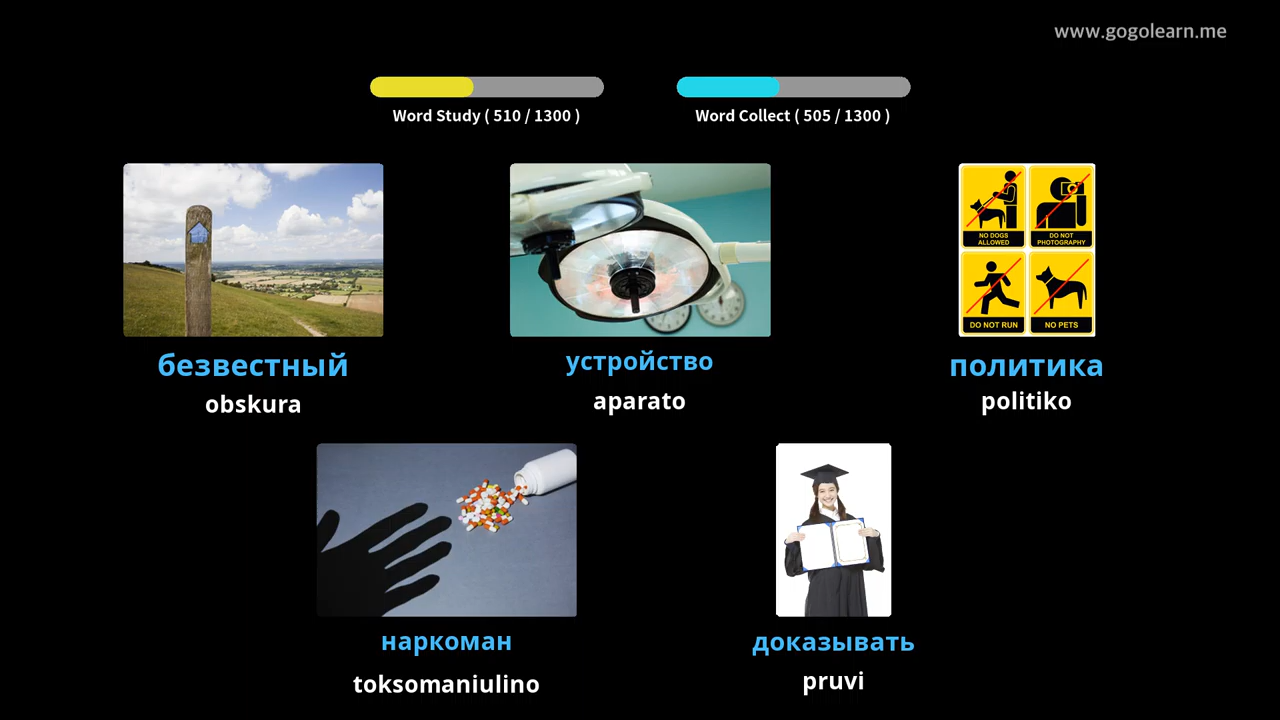 www.gogolearn.me
Word Study ( 510 / 1300 )
Word Collect ( 505 / 1300 )
NO DOGS
ALLOWED
DO NOT
PHOTOGRAPHY
DO NOT RUN
NO PETS
безвестный
устройство
политика
obskura
aparato
politiko
наркоман
доказывать
toksomaniulino
pruvi